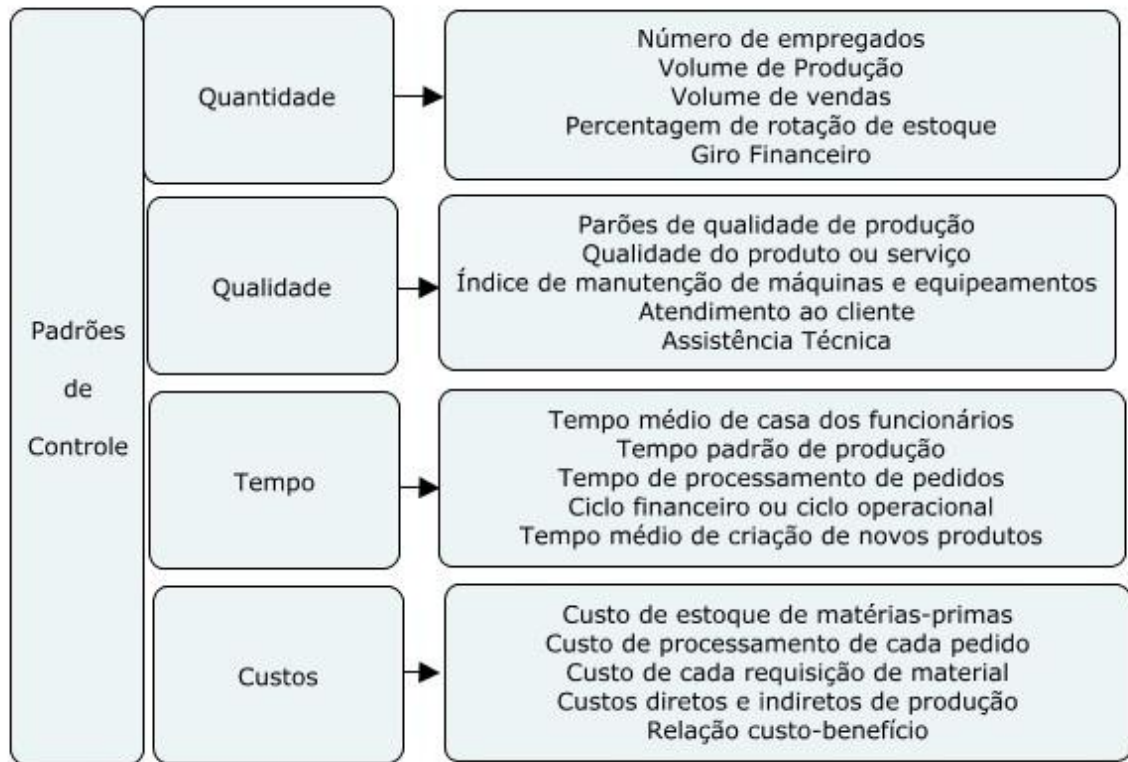 Padrões
de
Controle
Quantidade
Número de empregados
Volume de Produção
Volume de vendas
Percentagem de rotação de estoque
Giro Financeiro
Qualidade
Parões de qualidade de produção
Qualidade do produto ou serviço
Índice de manutenção de máquinas e equipeamentos
Atendimento ao cliente
Assistência Técnica
Tempo
Tempo médio de casa dos funcionários
Tempo padrão de produção
Tempo de processamento de pedidos
Ciclo financeiro ou ciclo operacional
Tempo médio de criação de novos produtos
Custos
Custo de estoque de matérias-primas
Custo de processamento de cada pedido
Custo de cada requisição de material
Custos diretos e indiretos de produção
Relação custo-benefício